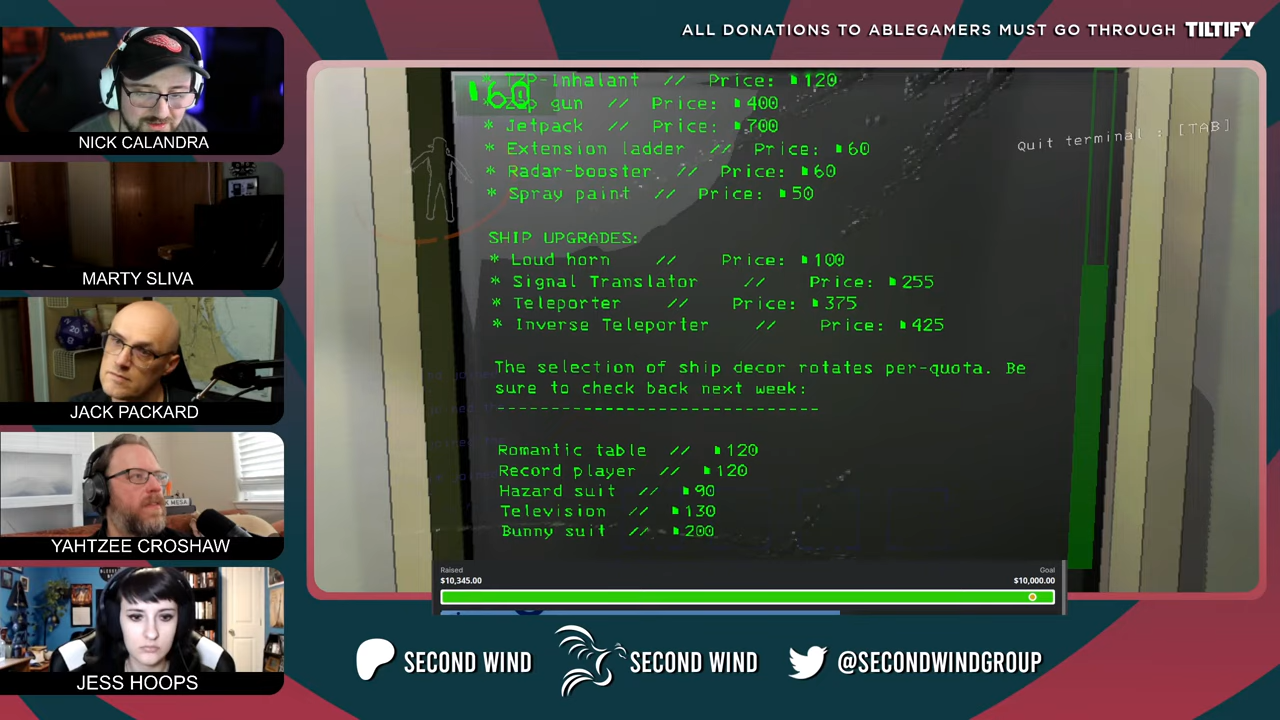 ALL DONATIONS TO ABLEGAMERS MUST GO THROUGH TILTIFY
NICK CALANDRA
MARTY SLIVA
JACK PACKARD
YAHTZEE CROSHAW
JESS HOOPS
* TZP-Inhalant // Price: ▮120
▮60
* Zap gun // Price: ▮400
* Jetpack // Price: ▮700
* Extension ladder // Price: ▮60
* Radar-booster // Price: ▮60
* Spray paint // Price: ▮50
Quit terminal : [TAB]
SHIP UPGRADES:
* Loud horn // Price: ▮100
* Signal Translator // Price: ▮255
* Teleporter // Price: ▮375
* Inverse Teleporter // Price: ▮425
The selection of ship decor rotates per-quota. Be
sure to check back next week:
------------------------------
Romantic table // ▮120
Record player // ▮120
Hazard suit // ▮90
Television // ▮130
Bunny suit // ▮200
Raised
$10,345.00
Goal
$10,000.00
SECOND WIND
SECOND WIND
@SECONDWINDGROUP